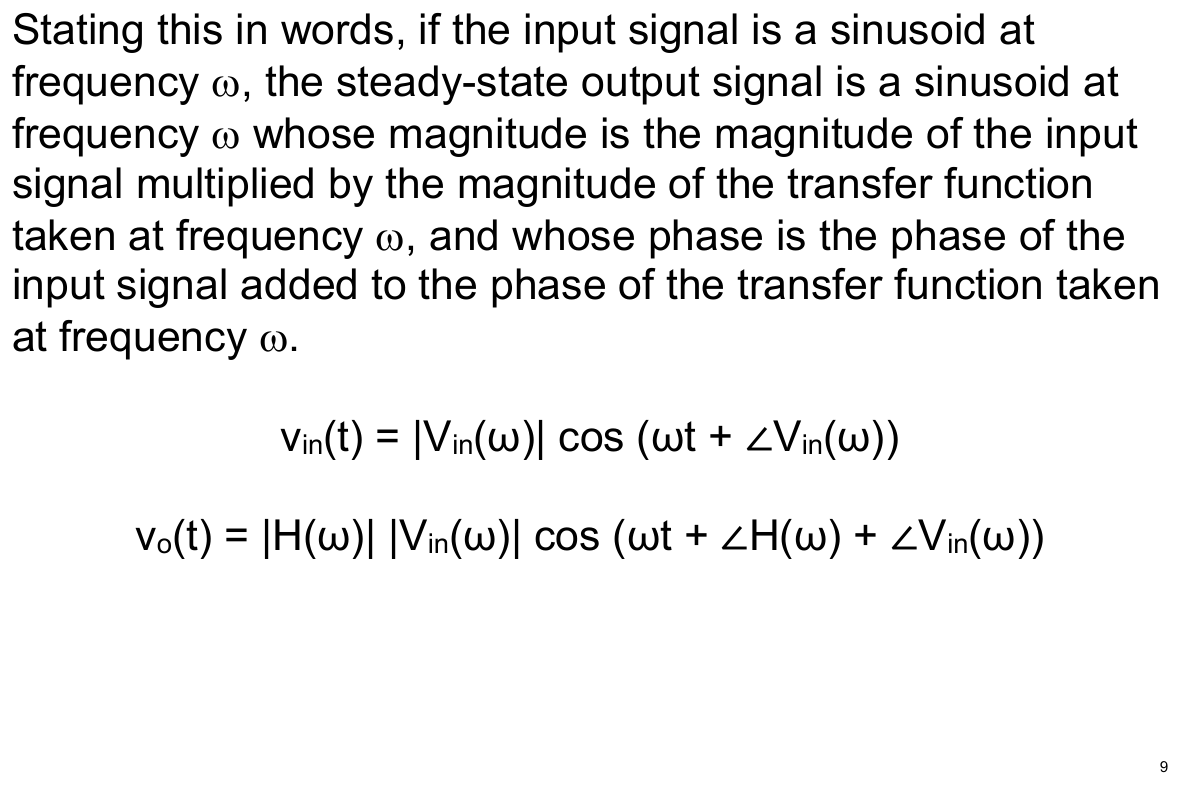 Stating this in words, if the input signal is a sinusoid at
frequency ω, the steady-state output signal is a sinusoid at
frequency ω whose magnitude is the magnitude of the input
signal multiplied by the magnitude of the transfer function
taken at frequency ω, and whose phase is the phase of the
input signal added to the phase of the transfer function taken
at frequency ω.
vin(t) = |Vin(ω)| cos (ωt + ∠Vin(ω))
vo(t) = |H(ω)| |Vin(ω)| cos (ωt + ∠H(ω) + ∠Vin(ω))
9